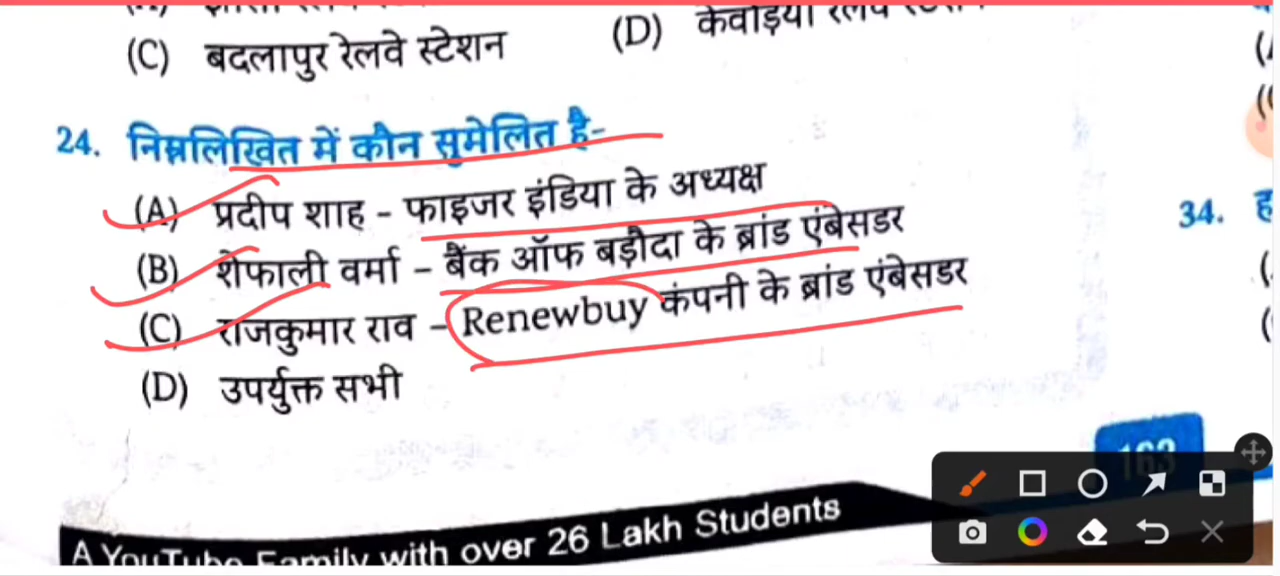 (C) बदलापुर रेलवे स्टेशन (D)
24. निम्नलिखित में कौन सुमेलित है-
(A) प्रदीप शाह - फाइजर इंडिया के अध्यक्ष
(B) शेफाली वर्मा - बैंक ऑफ बड़ौदा के ब्रांड एंबेसडर
(C) राजकुमार राव - Renewbuy कंपनी के ब्रांड एंबेसडर
(D) उपर्युक्त सभी
34.
163
A YouTube Family with over 26 Lakh Students